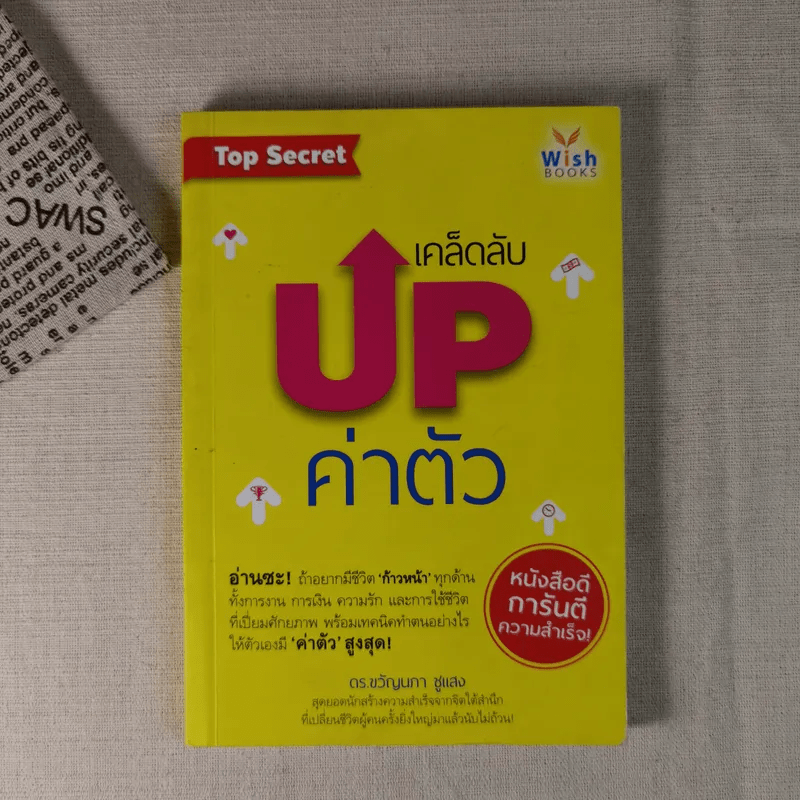 Top Secret
Wish
BOOKS
เคล็ดลับ
UP
ค่าตัว
อ่านซะ! ถ้าอยากมีชีวิต 'ก้าวหน้า' ทุกด้าน
ทั้งการงาน การเงิน ความรัก และการใช้ชีวิต
ที่เปี่ยมศักยภาพ พร้อมเทคนิคทำตนอย่างไร
ให้ตัวเองมี 'ค่าตัว' สูงสุด!
หนังสือดี
การันตี
ความสำเร็จ!
ดร.ขวัญนภา ชูแสง
สุดยอดนักสร้างความสำเร็จจากจิตใต้สำนึก
ที่เปลี่ยนชีวิตผู้คนครั้งยิ่งใหญ่มาแล้วนับไม่ถ้วน!
SWAC